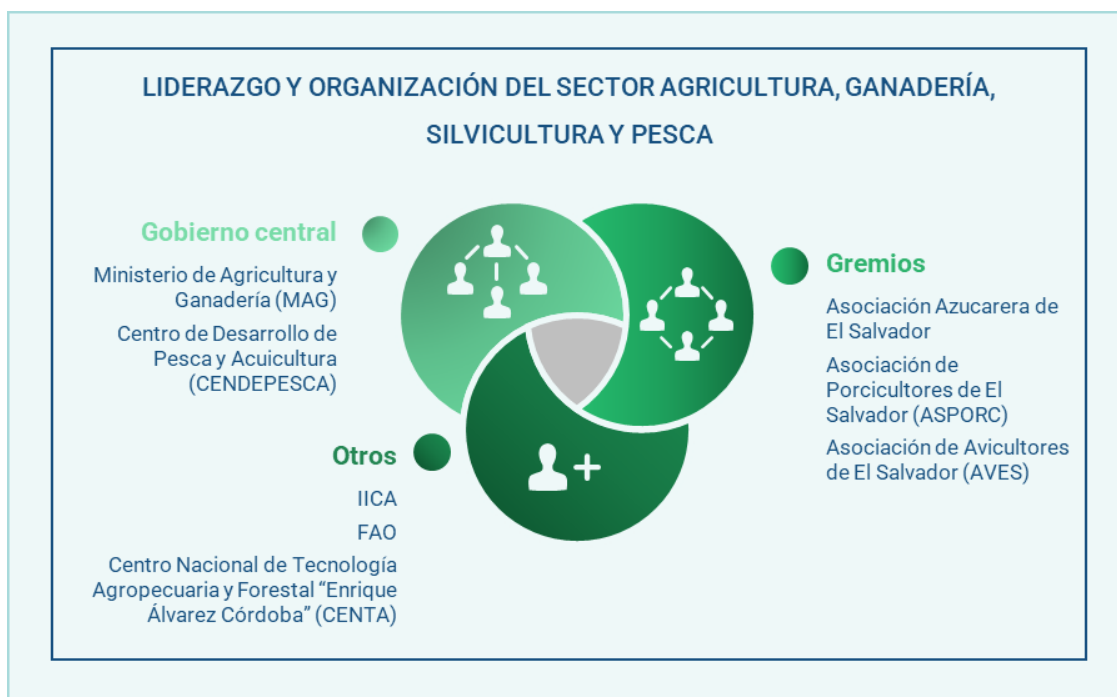 LIDERAZGO Y ORGANIZACIÓN DEL SECTOR AGRICULTURA, GANADERÍA,
SILVICULTURA Y PESCA
Gobierno central
Ministerio de Agricultura y
Ganadería (MAG)
Centro de Desarrollo de
Pesca y Acuicultura
(CENDEPESCA)
Gremios
Asociación Azucarera de
El Salvador
Asociación de
Porcicultores de El
Salvador (ASPORC)
Asociación de Avicultores
de El Salvador (AVES)
Otros
IICA
FAO
Centro Nacional de Tecnología
Agropecuaria y Forestal “Enrique
Álvarez Córdoba” (CENTA)